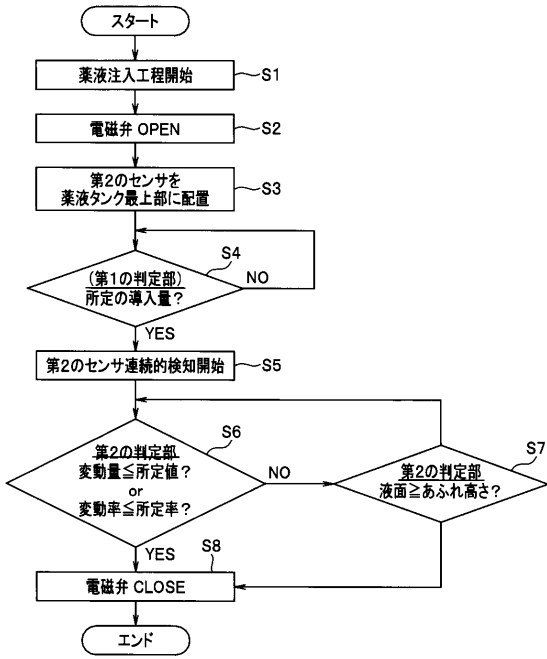 スタート
薬液注入工程開始
S1
電磁弁 OPEN
S2
第2のセンサを
薬液タンク最上部に配置
S3
S4
(第1の判定部)
所定の導入量?
NO
YES
第2のセンサ連続的検知開始
S5
S6
第2の判定部
変動量≦所定値?
or
変動率≦所定率?
NO
S7
第2の判定部
液面≧あふれ高さ?
YES
S8
電磁弁 CLOSE
エンド